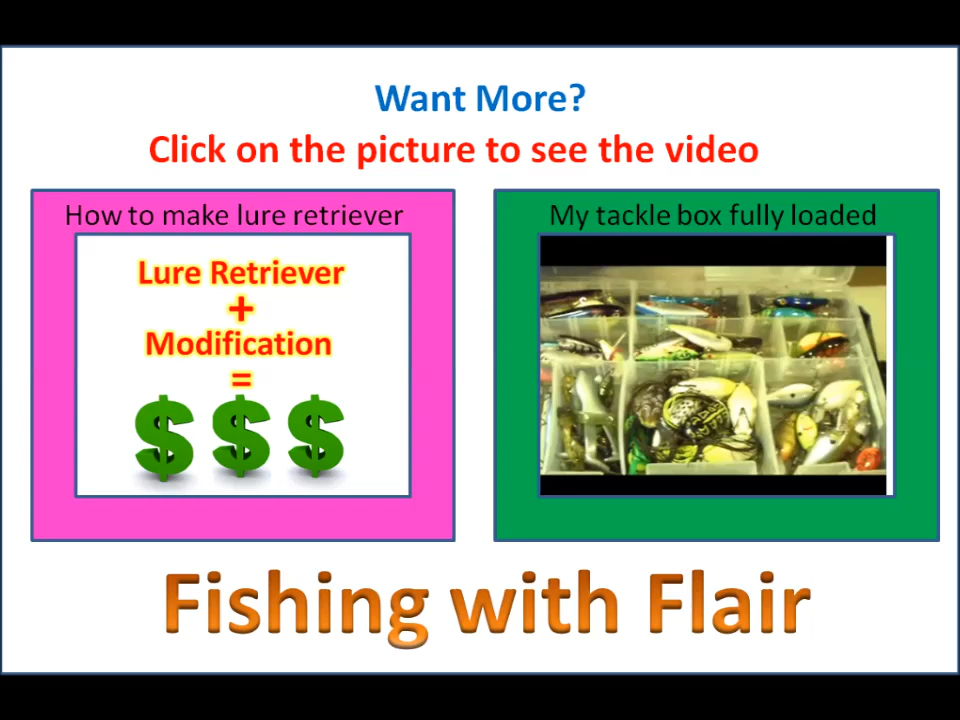 Want More?
Click on the picture to see the video
How to make lure retriever
Lure Retriever
+
Modification
=
$ $ $
My tackle box fully loaded
Fishing with Flair